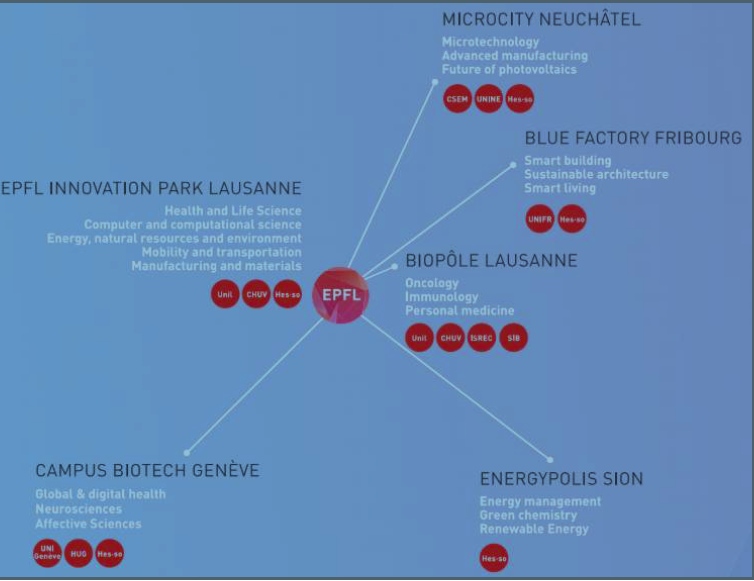 MICROCITY NEUCHÂTEL
Microtechnology
Advanced manufacturing
Future of photovoltaics
CSEM UNINE Hes-so
BLUE FACTORY FRIBOURG
Smart building
Sustainable architecture
Smart living
UNIFR Hes-so
EPFL INNOVATION PARK LAUSANNE
Health and Life Science
Computer and computational science
Energy, natural resources and environment
Mobility and transportation
Manufacturing and materials
Unil CHUV Hes-so
EPFL
BIOPÔLE LAUSANNE
Oncology
Immunology
Personal medicine
Unil CHUV ISREC SIB
CAMPUS BIOTECH GENÈVE
Global & digital health
Neurosciences
Affective Sciences
UNI
Genève HUG Hes-so
ENERGYPOLIS SION
Energy management
Green chemistry
Renewable Energy
Hes-so